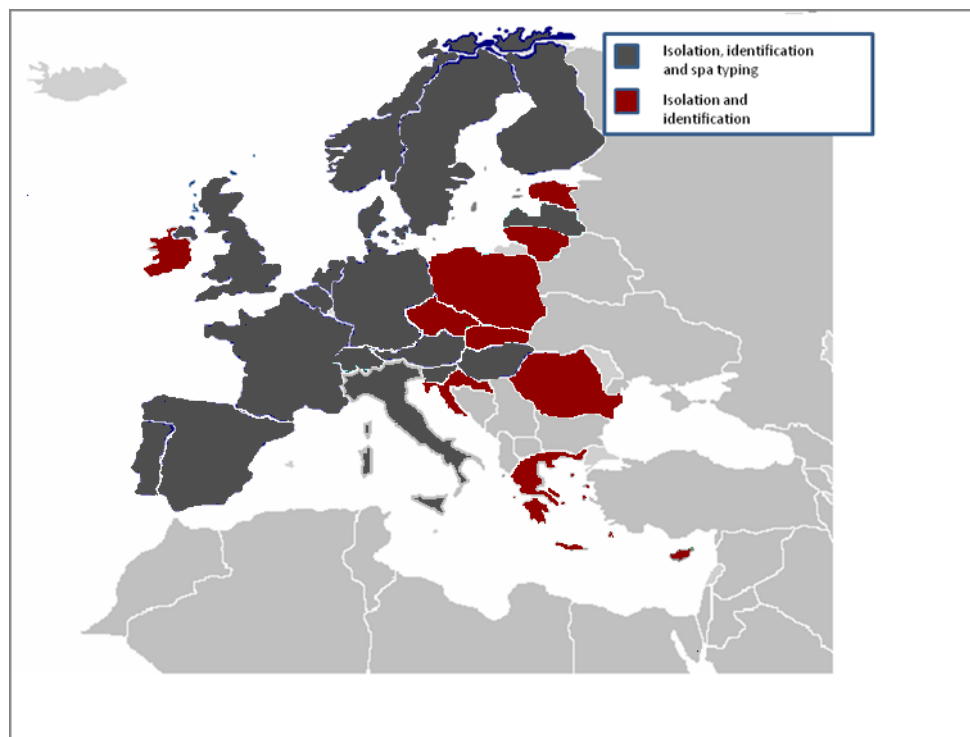 Isolation, identification
and spa typing
Isolation and
identification